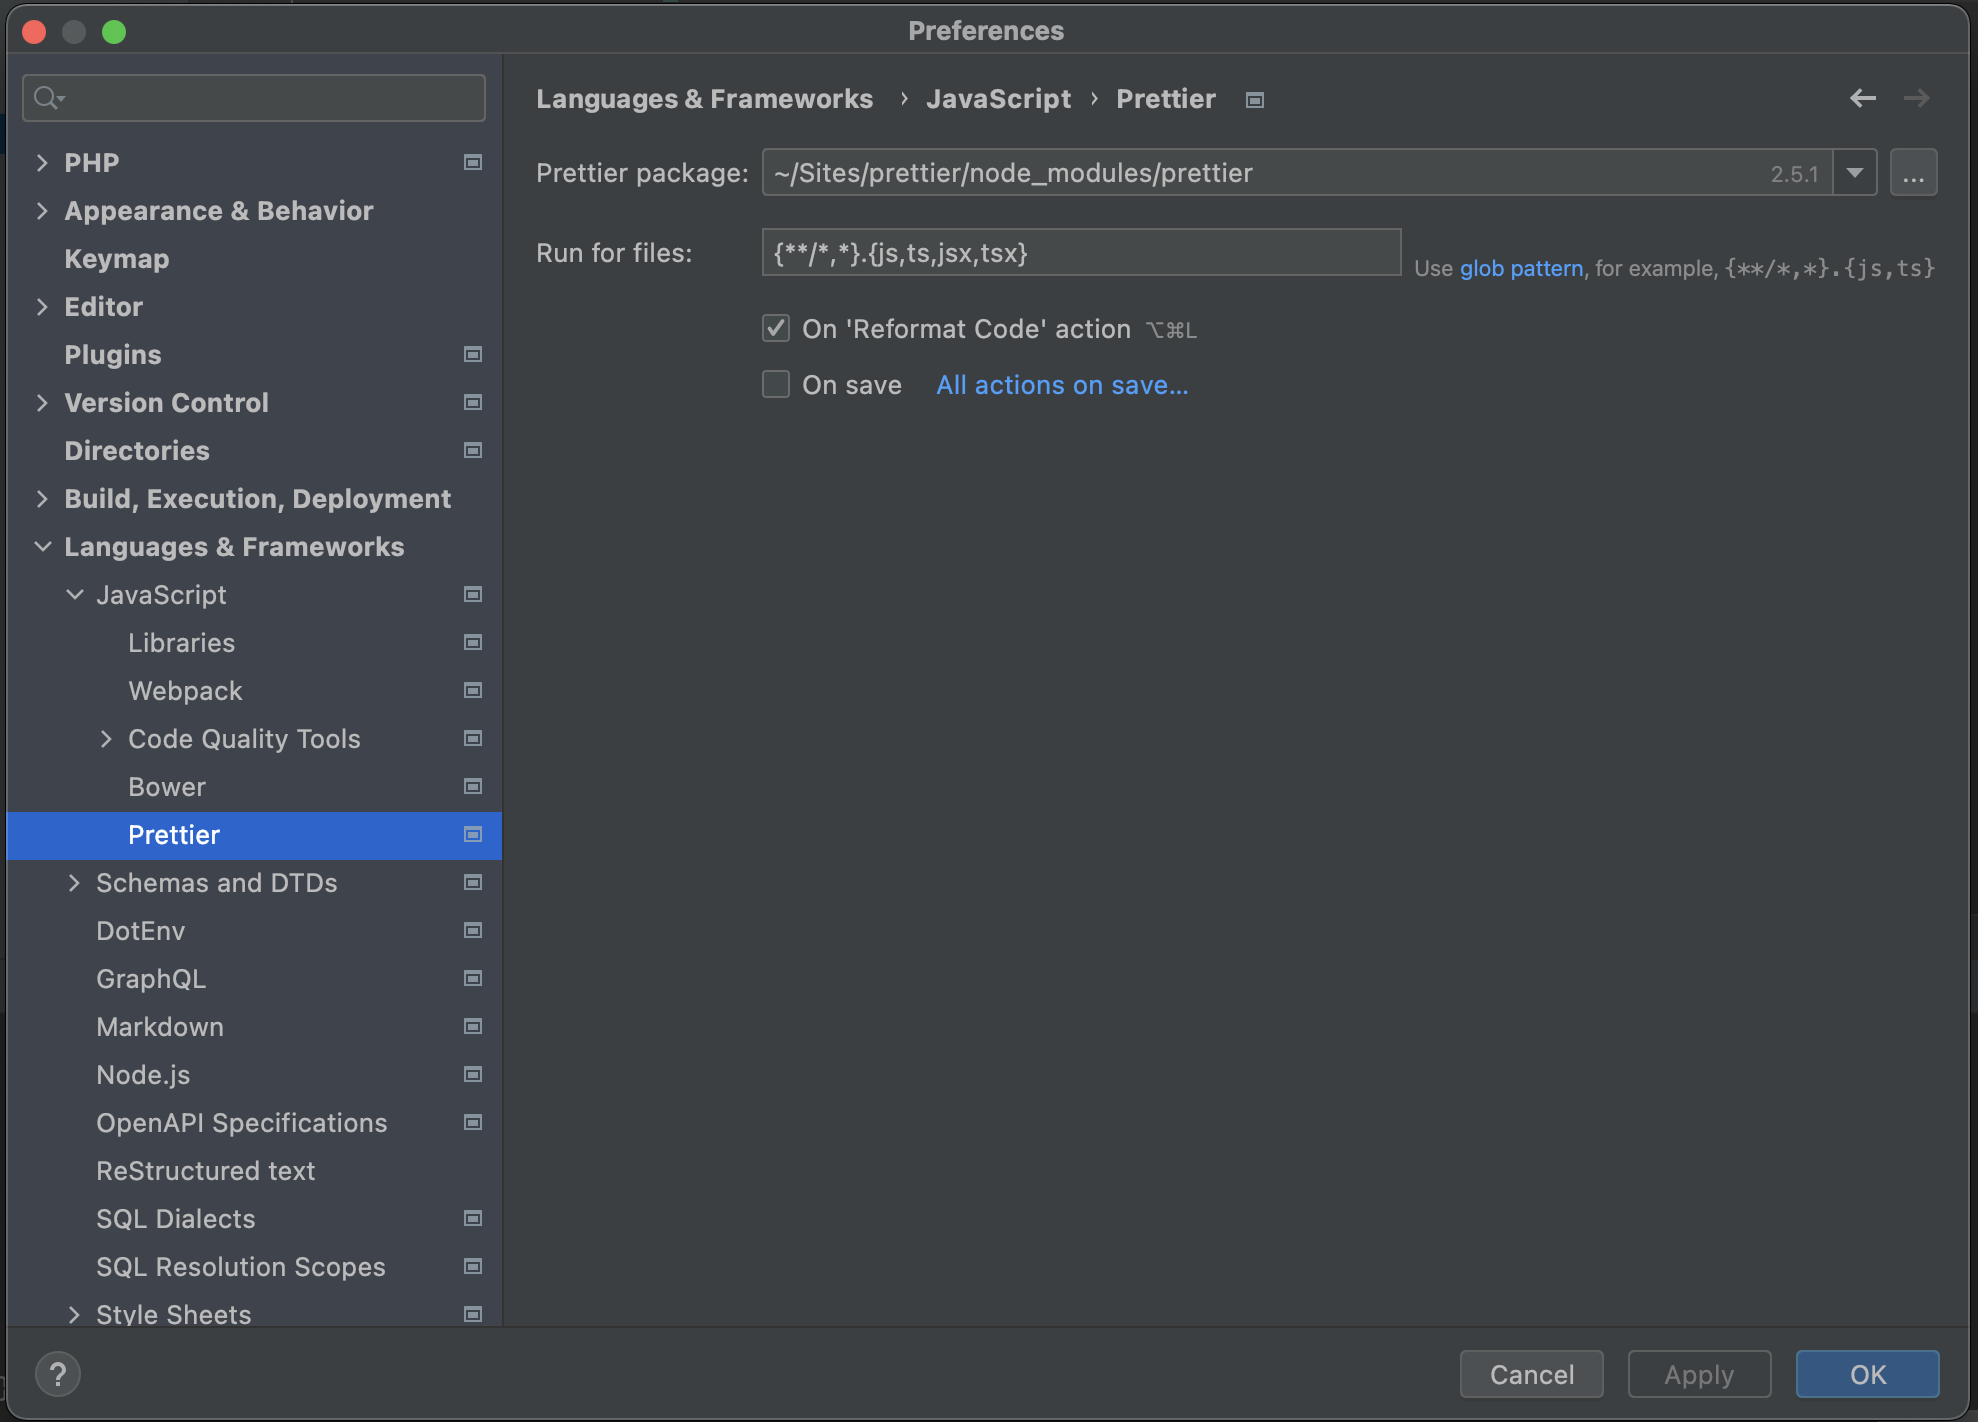 Preferences
PHP
Appearance & Behavior
Keymap
Editor
Plugins
Version Control
Directories
Build, Execution, Deployment
Languages & Frameworks
JavaScript
Libraries
Webpack
Code Quality Tools
Bower
Prettier
Schemas and DTDs
DotEnv
GraphQL
Markdown
Node.js
OpenAPI Specifications
ReStructured text
SQL Dialects
SQL Resolution Scopes
Style Sheets
Languages & Frameworks › JavaScript › Prettier
Prettier package: ~/Sites/prettier/node_modules/prettier 2.5.1 ...
Run for files: {**/*,*}.{js,ts,jsx,tsx} Use glob pattern, for example, {**/*,*}.{js,ts}
On 'Reformat Code' action ⌥⌘L
On save All actions on save...
? Cancel Apply OK